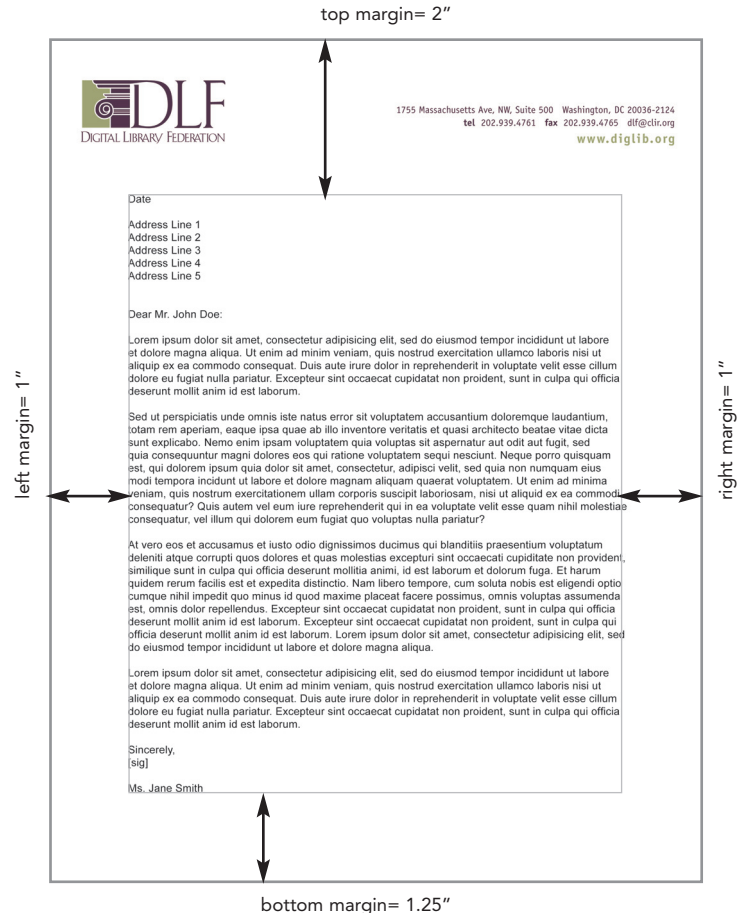 top margin= 2”
DLF
DIGITAL LIBRARY FEDERATION
1755 Massachusetts Ave, NW, Suite 500 Washington, DC 20036-2124
tel 202.939.4761 fax 202.939.4765 dlf@clir.org
www.diglib.org
Date
Address Line 1
Address Line 2
Address Line 3
Address Line 4
Address Line 5
Dear Mr. John Doe:
Lorem ipsum dolor sit amet, consectetur adipisicing elit, sed do eiusmod tempor incididunt ut labore
et dolore magna aliqua. Ut enim ad minim veniam, quis nostrud exercitation ullamco laboris nisi ut
aliquip ex ea commodo consequat. Duis aute irure dolor in reprehenderit in voluptate velit esse cillum
dolore eu fugiat nulla pariatur. Excepteur sint occaecat cupidatat non proident, sunt in culpa qui officia
deserunt mollit anim id est laborum.
Sed ut perspiciatis unde omnis iste natus error sit voluptatem accusantium doloremque laudantium,
totam rem aperiam, eaque ipsa quae ab illo inventore veritatis et quasi architecto beatae vitae dicta
sunt explicabo. Nemo enim ipsam voluptatem quia voluptas sit aspernatur aut odit aut fugit, sed
quia consequuntur magni dolores eos qui ratione voluptatem sequi nesciunt. Neque porro quisquam
est, qui dolorem ipsum quia dolor sit amet, consectetur, adipisci velit, sed quia non numquam eius
modi tempora incidunt ut labore et dolore magnam aliquam quaerat voluptatem. Ut enim ad minima
veniam, quis nostrum exercitationem ullam corporis suscipit laboriosam, nisi ut aliquid ex ea commodi
consequatur? Quis autem vel eum iure reprehenderit qui in ea voluptate velit esse quam nihil molestiae
consequatur, vel illum qui dolorem eum fugiat quo voluptas nulla pariatur?
At vero eos et accusamus et iusto odio dignissimos ducimus qui blanditiis praesentium voluptatum
deleniti atque corrupti quos dolores et quas molestias excepturi sint occaecati cupiditate non provident,
similique sunt in culpa qui officia deserunt mollitia animi, id est laborum et dolorum fuga. Et harum
quidem rerum facilis est et expedita distinctio. Nam libero tempore, cum soluta nobis est eligendi optio
cumque nihil impedit quo minus id quod maxime placeat facere possimus, omnis voluptas assumenda
est, omnis dolor repellendus. Excepteur sint occaecat cupidatat non proident, sunt in culpa qui officia
deserunt mollit anim id est laborum. Excepteur sint occaecat cupidatat non proident, sunt in culpa qui
officia deserunt mollit anim id est laborum. Lorem ipsum dolor sit amet, consectetur adipisicing elit, sed
do eiusmod tempor incididunt ut labore et dolore magna aliqua.
Lorem ipsum dolor sit amet, consectetur adipisicing elit, sed do eiusmod tempor incididunt ut labore
et dolore magna aliqua. Ut enim ad minim veniam, quis nostrud exercitation ullamco laboris nisi ut
aliquip ex ea commodo consequat. Duis aute irure dolor in reprehenderit in voluptate velit esse cillum
dolore eu fugiat nulla pariatur. Excepteur sint occaecat cupidatat non proident, sunt in culpa qui officia
deserunt mollit anim id est laborum.
Sincerely,
[sig]
Ms. Jane Smith
left margin= 1”
right margin= 1”
bottom margin= 1.25”